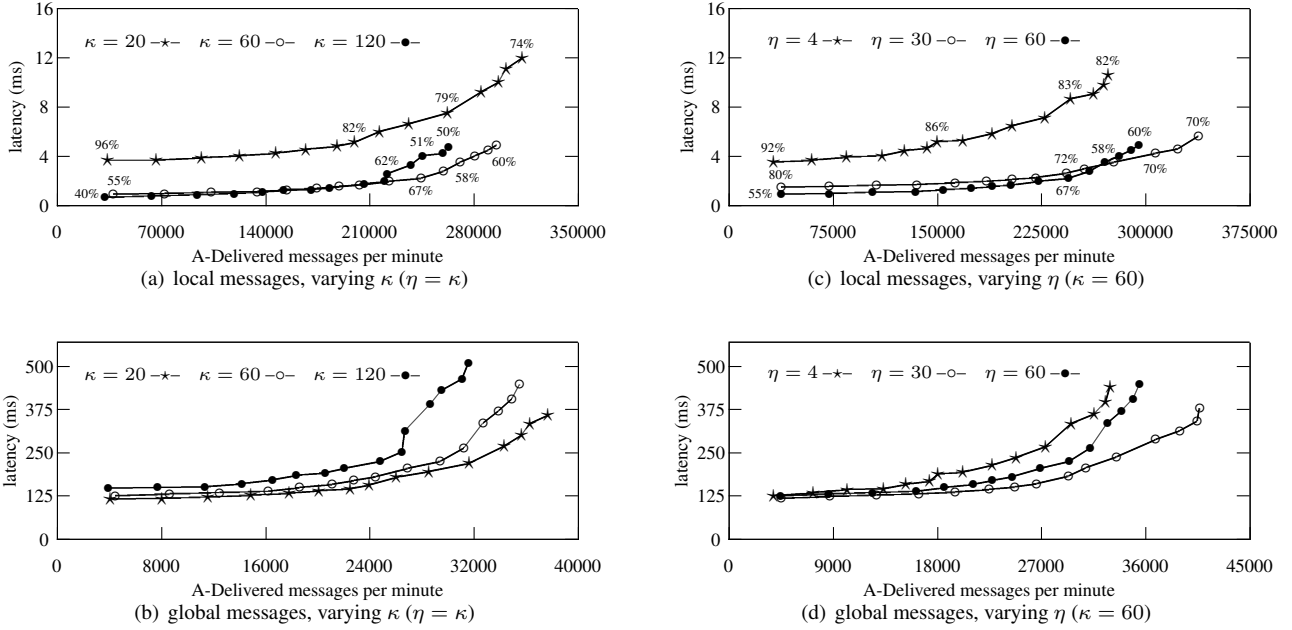 16
12
8
4
0
latency (ms)
κ = 20 κ = 60 κ = 120
96%
82%
79%
74%
55%
40%
62%
51%
50%
67%
58%
60%
0 70000 140000 210000 280000 350000
A-Delivered messages per minute
(a) local messages, varying κ (η = κ)
16
12
8
4
0
latency (ms)
η = 4 η = 30 η = 60
92%
86%
83%
82%
80%
55%
72%
67%
58%
60%
70%
70%
0 75000 150000 225000 300000 375000
A-Delivered messages per minute
(c) local messages, varying η (κ = 60)
500
375
250
125
0
latency (ms)
κ = 20 κ = 60 κ = 120
0 8000 16000 24000 32000 40000
A-Delivered messages per minute
(b) global messages, varying κ (η = κ)
500
375
250
125
0
latency (ms)
η = 4 η = 30 η = 60
0 9000 18000 27000 36000 45000
A-Delivered messages per minute
(d) global messages, varying η (κ = 60)